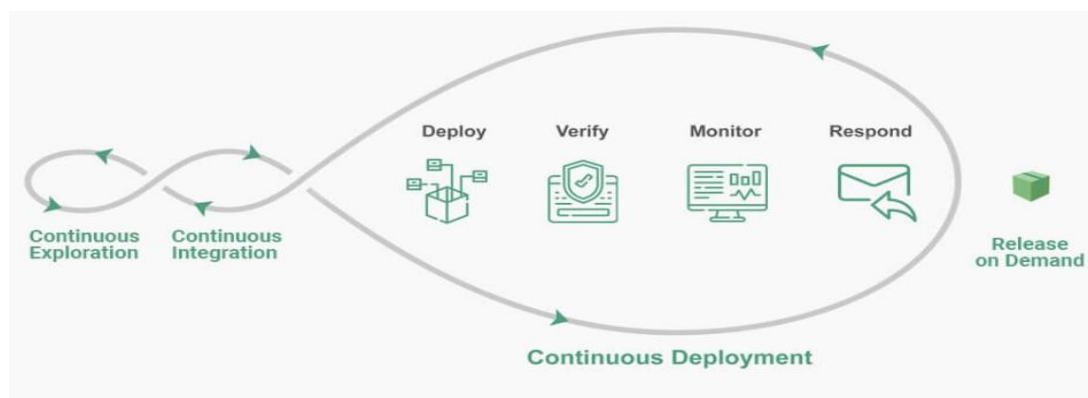 Deploy
Verify
Monitor
Respond
Continuous
Exploration
Continuous
Integration
Release
on Demand
Continuous Deployment